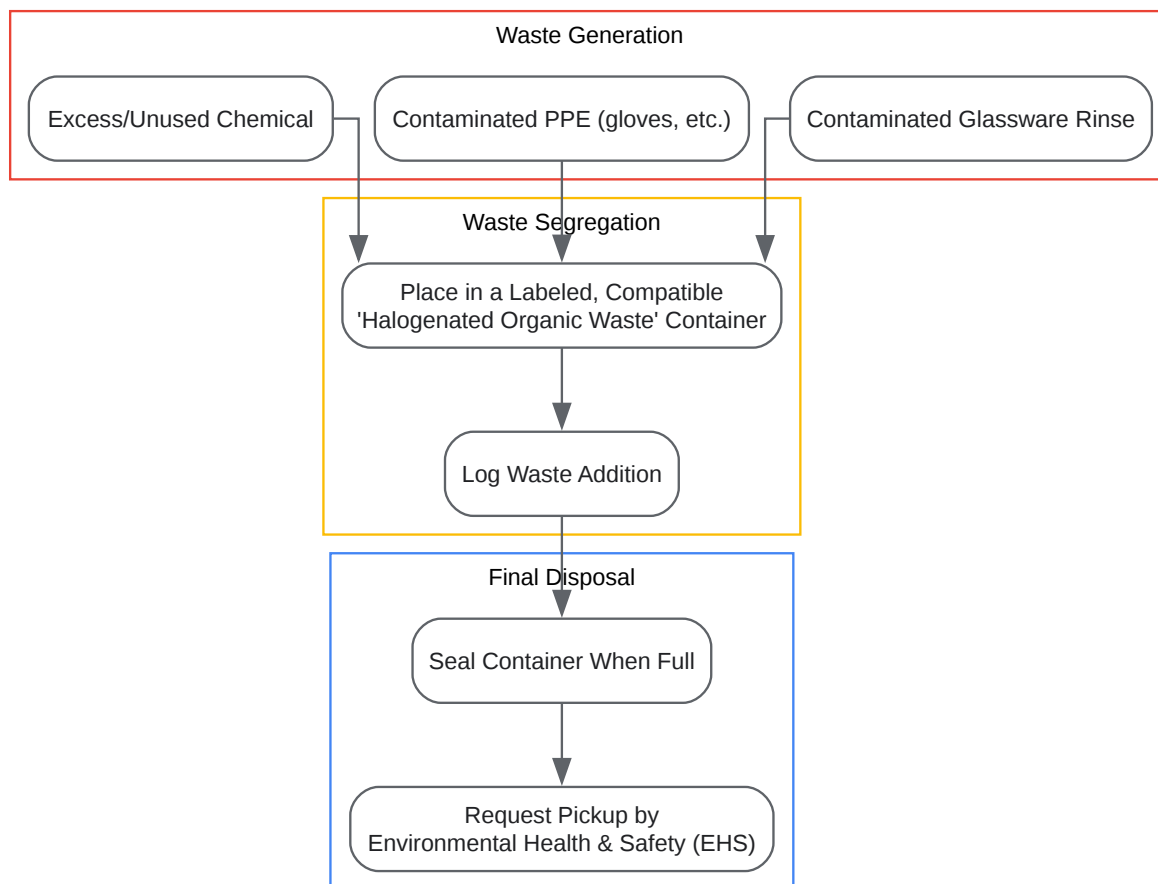 Waste Generation
Excess/Unused Chemical
Contaminated PPE (gloves, etc.)
Contaminated Glassware Rinse
Waste Segregation
Place in a Labeled, Compatible
'Halogenated Organic Waste' Container
Log Waste Addition
Final Disposal
Seal Container When Full
Request Pickup by
Environmental Health & Safety (EHS)